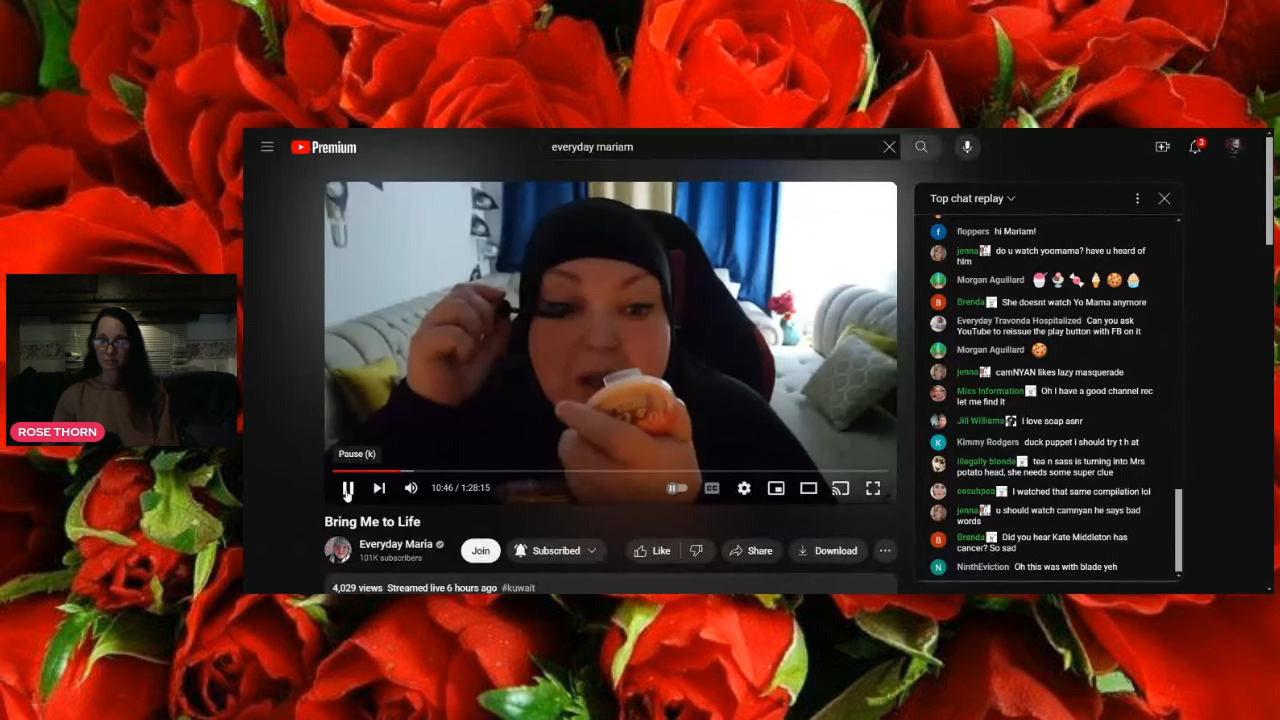 Premium
everyday mariam
3
Top chat replay
floppers hi Mariam!
jenna do u watch yoomama? have u heard of
him
Morgan Aguillard
Brenda She doesnt watch Yo Mama anymore
Everyday Travonda Hospitalized Can you ask
YouTube to reissue the play button with FB on it
Morgan Aguillard
jenna camNYAN likes lazy masquerade
Miss Information Oh I have a good channel rec
let me find it
Jill Williams I love soap asnr
Kimmy Rodgers duck puppet i should try t h at
illegally blonde tea n sass is turning into Mrs
potato head, she needs some super clue
eesuhpea I watched that same compilation lol
jenna u should watch camnyan he says bad
words
Brenda Did you hear Kate Middleton has
cancer? So sad
NinthEviction Oh this was with blade yeh
ROSE THORN
Pause (k)
10:46 / 1:28:15
CC
Bring Me to Life
Everyday Maria
101K subscribers
Join
Subscribed
Like
Share
Download
4,029 views Streamed live 6 hours ago #kuwait